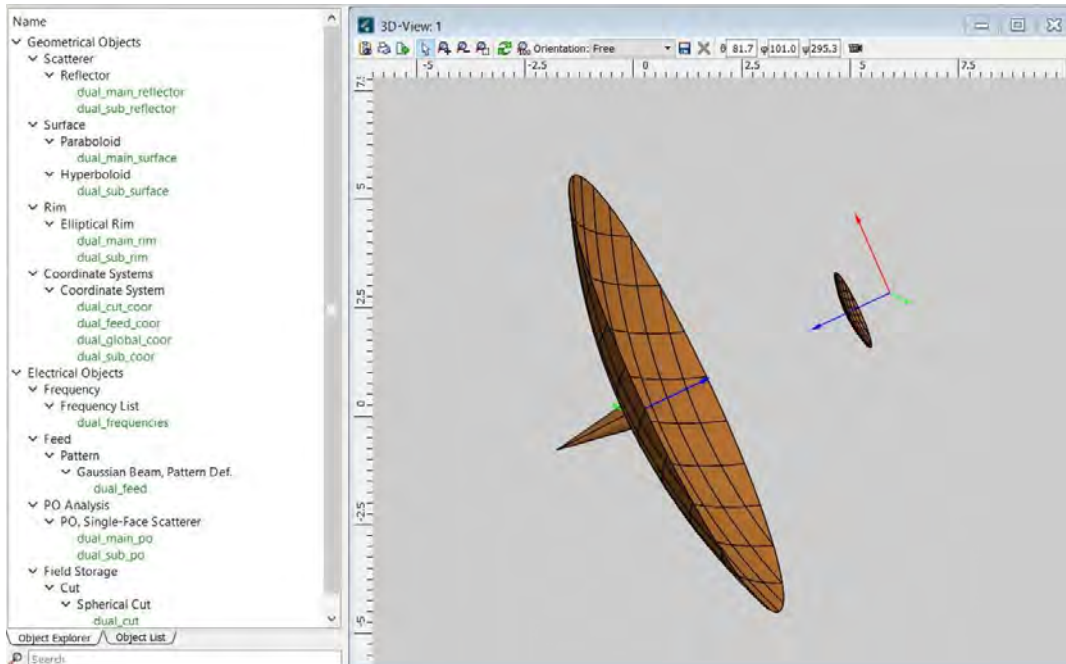 Name
Geometrical Objects
Scatterer
Reflector
dual_main_reflector
dual_sub_reflector
Surface
Paraboloid
dual_main_surface
Hyperboloid
dual_sub_surface
Rim
Elliptical Rim
dual_main_rim
dual_sub_rim
Coordinate Systems
Coordinate System
dual_cut_coor
dual_feed_coor
dual_global_coor
dual_sub_coor
Electrical Objects
Frequency
Frequency List
dual_frequencies
Feed
Pattern
Gaussian Beam, Pattern Def.
dual_feed
PO Analysis
PO, Single-Face Scatterer
dual_main_po
dual_sub_po
Field Storage
Cut
Spherical Cut
dual_cut
Object Explorer Object List
Search
3D-View: 1
Orientation: Free θ 81.7 φ 101.0 ψ 295.3
-5 -2.5 0 2.5 5 7.5
7.5
5
2.5
0
-2.5
-5